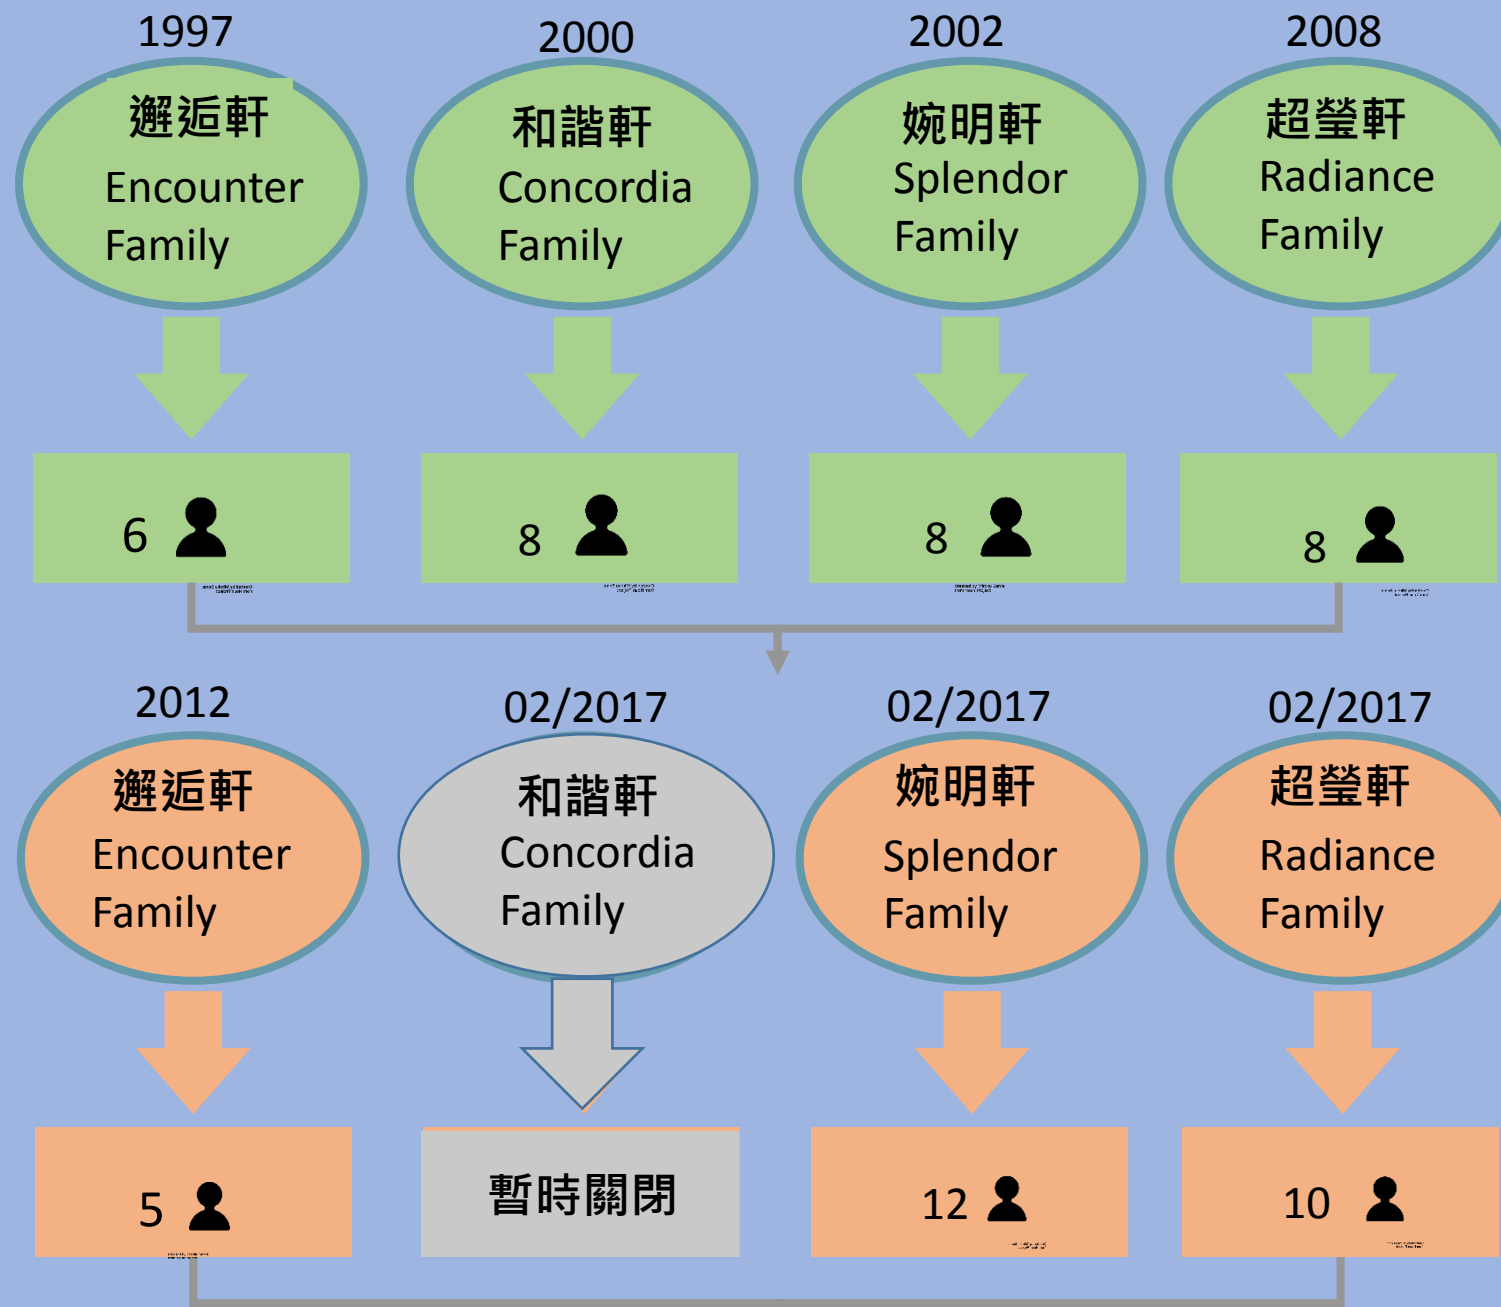 1997
邂逅軒
Encounter
Family
2000
和諧軒
Concordia
Family
2002
婉明軒
Splendor
Family
2008
超瑩軒
Radiance
Family
6
8
8
8
2012
邂逅軒
Encounter
Family
02/2017
和諧軒
Concordia
Family
02/2017
婉明軒
Splendor
Family
02/2017
超瑩軒
Radiance
Family
5
暫時關閉
12
10